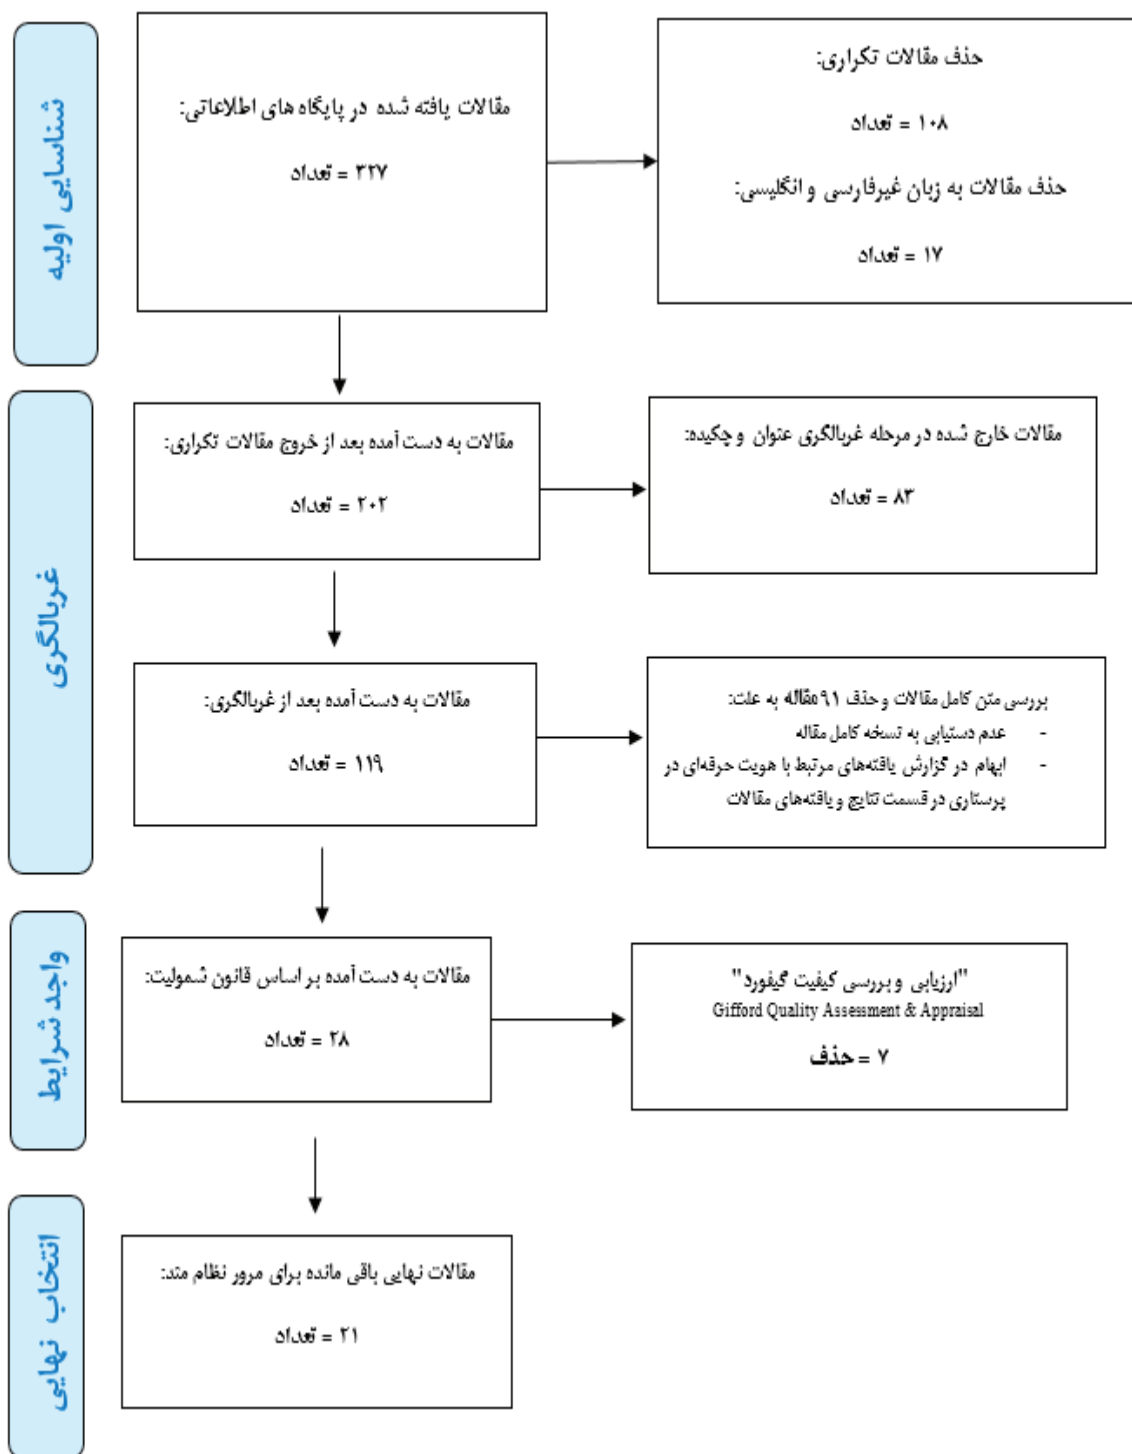 شناسایی اولیه
مقالات یافته شده در پایگاه های اطلاعاتی:
تعداد = ۳۲۷
حذف مقالات تکراری:
تعداد = ۱۰۸
حذف مقالات به زبان غیرفارسی و انگلیسی:
تعداد = ۱۷
غربالگری
مقالات به دست آمده بعد از خروج مقالات تکراری:
تعداد = ۲۰۲
مقالات خارج شده در مرحله غربالگری عنوان و چکیده:
تعداد = ۸۳
مقالات به دست آمده بعد از غربالگری:
تعداد = ۱۱۹
بررسی متن کامل مقالات و حذف ۹۱ مقاله به علت:
- عدم دستیابی به نسخه کامل مقاله
- ابهام در گزارش یافته‌های مرتبط با هویت حرفه‌ای در
پرستاری در قسمت نتایج و یافته‌های مقالات
واجد شرایط
مقالات به دست آمده بر اساس قانون شمولیت:
تعداد = ۲۸
"ارزیابی و بررسی کیفیت گیفورد"
Gifford Quality Assessment & Appraisal
حذف = ۷
انتخاب نهایی
مقالات نهایی باقی مانده برای مرور نظام مند:
تعداد = ۲۱